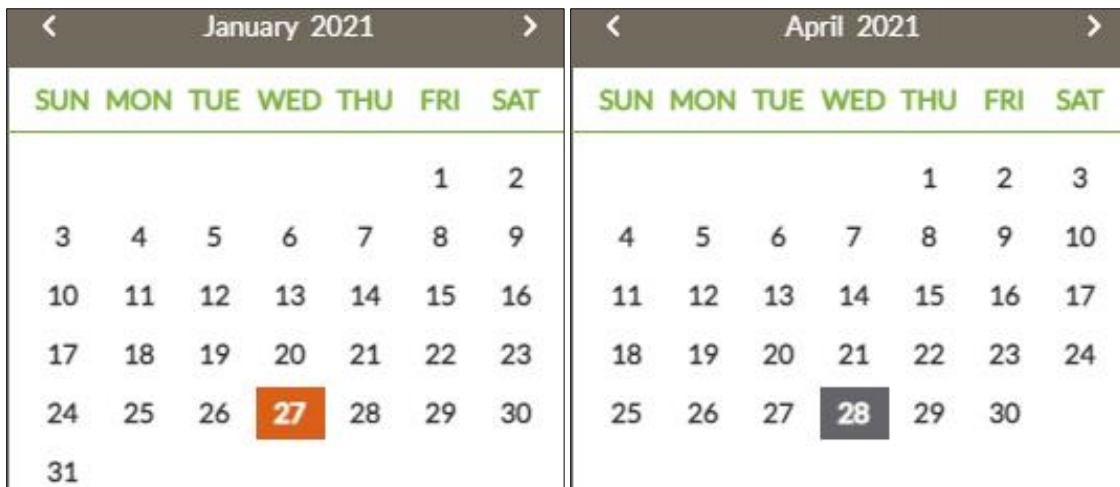 January 2021
SUN MON TUE WED THU FRI SAT
1 2
3 4 5 6 7 8 9
10 11 12 13 14 15 16
17 18 19 20 21 22 23
24 25 26 27 28 29 30
31
April 2021
SUN MON TUE WED THU FRI SAT
1 2 3
4 5 6 7 8 9 10
11 12 13 14 15 16 17
18 19 20 21 22 23 24
25 26 27 28 29 30